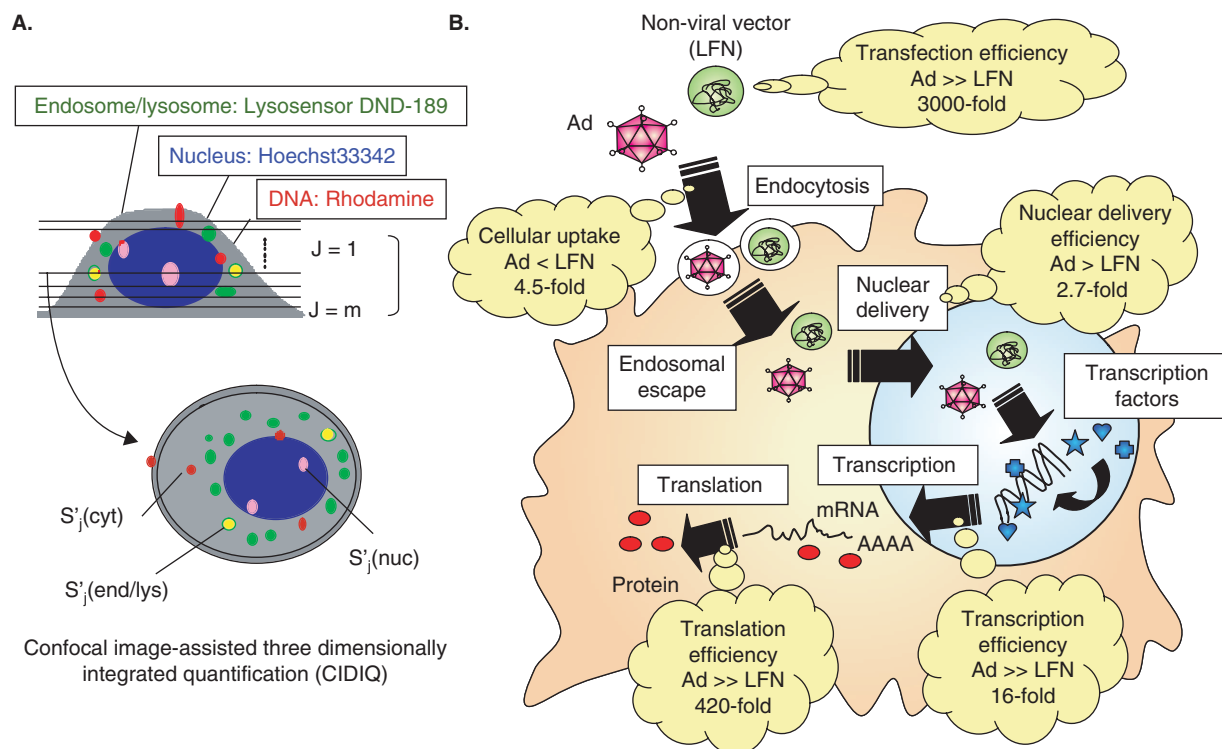 A.
Endosome/lysosome: Lysosensor DND-189
Nucleus: Hoechst33342
DNA: Rhodamine
J = 1
J = m
S'j(cyt)
S'j(nuc)
S'j(end/lys)
Confocal image-assisted three dimensionally
integrated quantification (CIDIQ)
B.
Non-viral vector
(LFN)
Transfection efficiency
Ad >> LFN
3000-fold
Ad
Endocytosis
Cellular uptake
Ad < LFN
4.5-fold
Nuclear delivery
efficiency
Ad > LFN
2.7-fold
Nuclear
delivery
Endosomal
escape
Transcription
factors
Transcription
Translation
mRNA
AAAA
Protein
Translation
efficiency
Ad >> LFN
420-fold
Transcription
efficiency
Ad >> LFN
16-fold